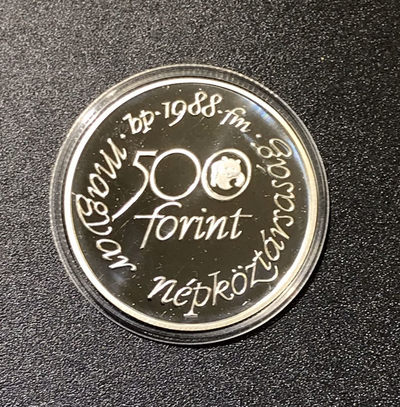 magyar népköztársaság
.bp.1988.fm.
500
forint